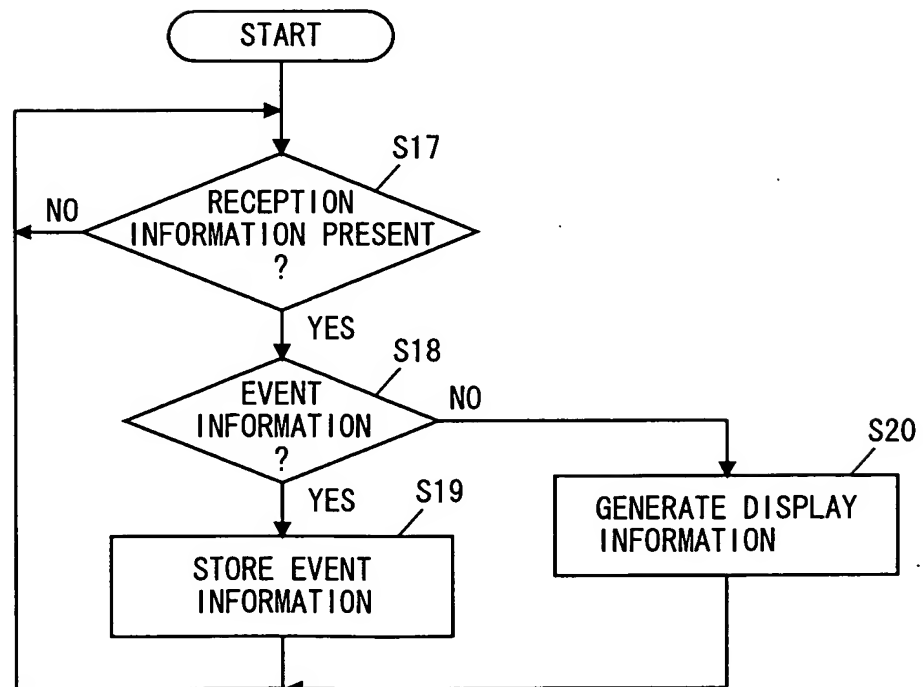 START
S17
NO
RECEPTION
INFORMATION PRESENT
?
YES
S18
EVENT
INFORMATION
?
NO
YES
S19
S20
STORE EVENT
INFORMATION
GENERATE DISPLAY
INFORMATION